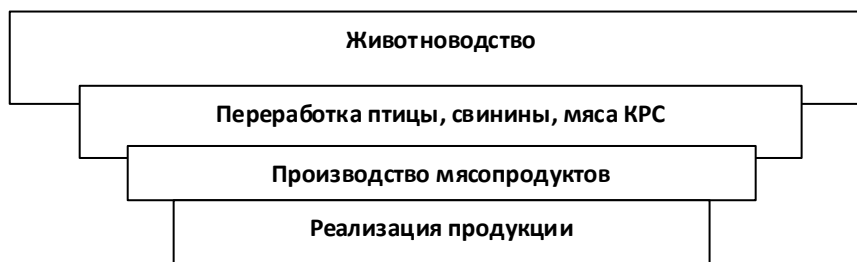 Животноводство
Переработка птицы, свинины, мяса КРС
Производство мясопродуктов
Реализация продукции